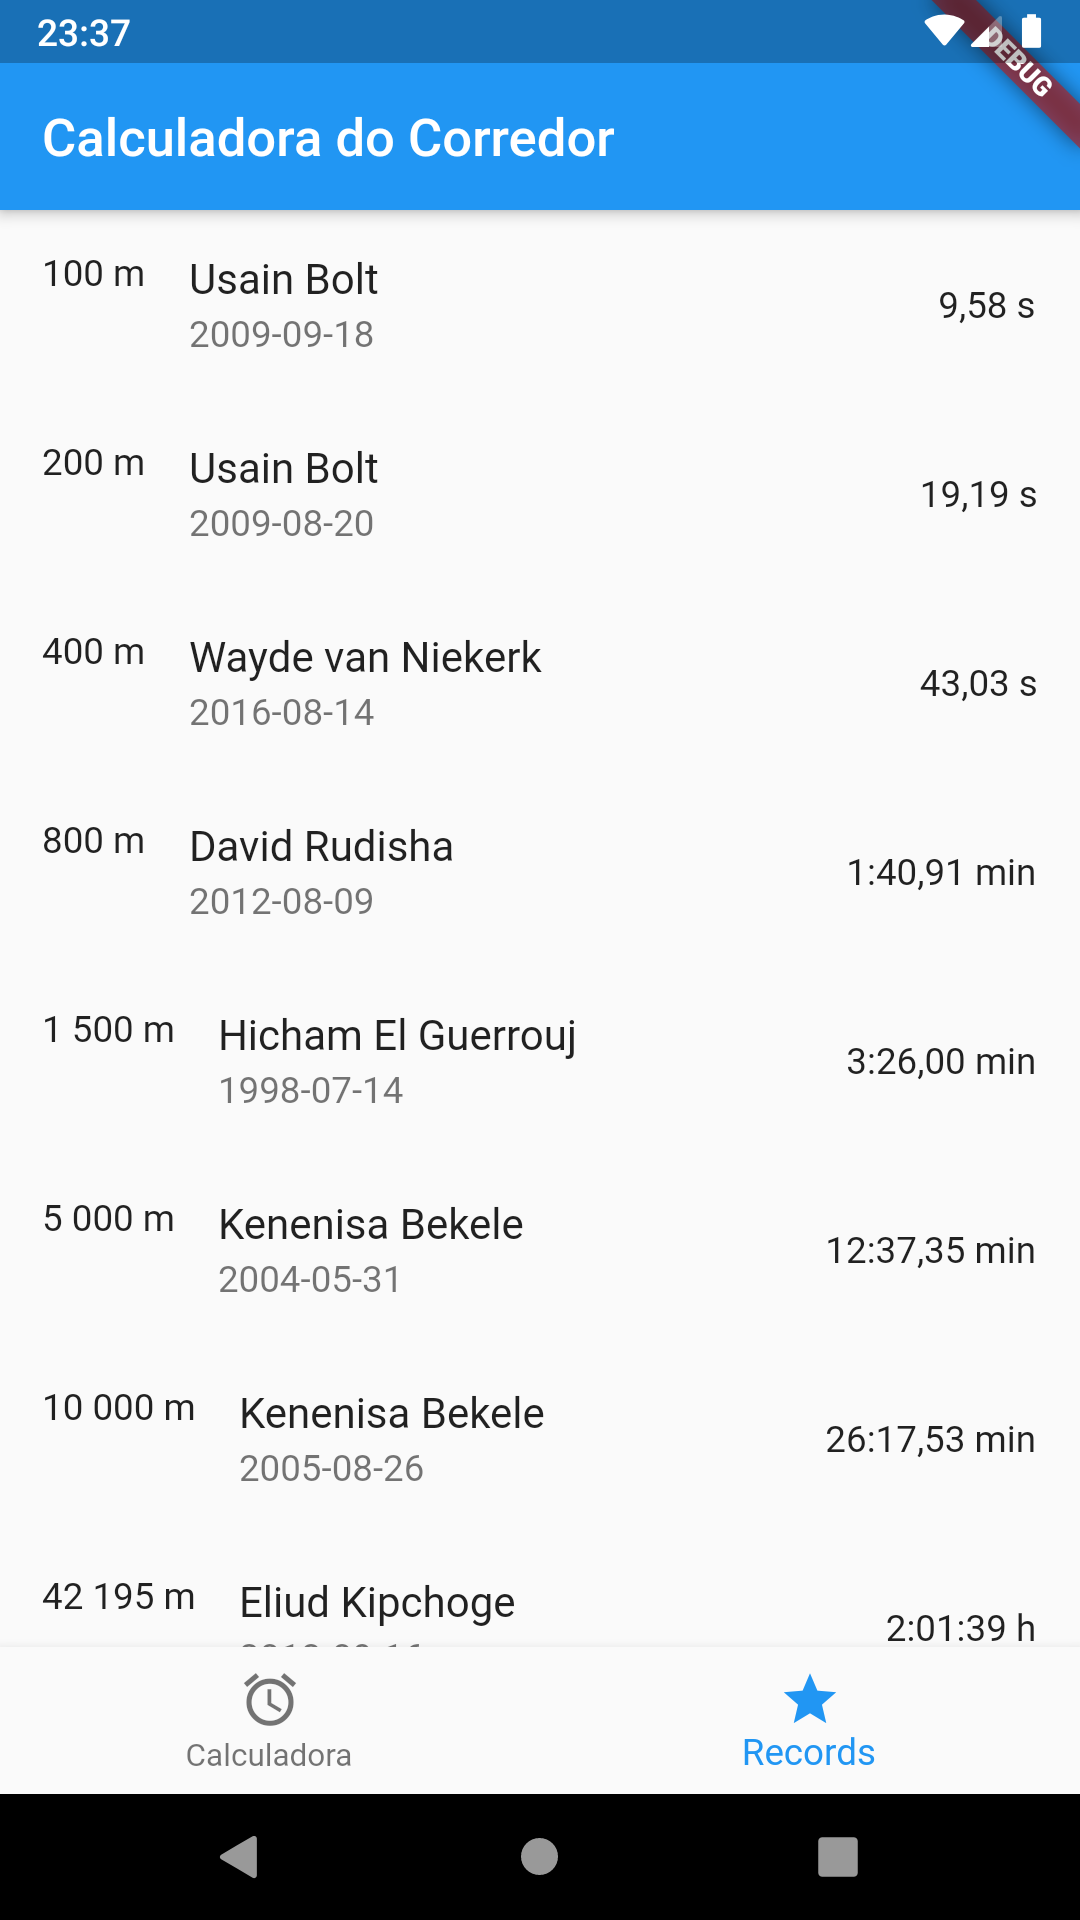 23:37
DEBUG
Calculadora do Corredor
100 m Usain Bolt 9,58 s
2009-09-18
200 m Usain Bolt 19,19 s
2009-08-20
400 m Wayde van Niekerk 43,03 s
2016-08-14
800 m David Rudisha 1:40,91 min
2012-08-09
1 500 m Hicham El Guerrouj 3:26,00 min
1998-07-14
5 000 m Kenenisa Bekele 12:37,35 min
2004-05-31
10 000 m Kenenisa Bekele 26:17,53 min
2005-08-26
42 195 m Eliud Kipchoge 2:01:39 h
Calculadora Records